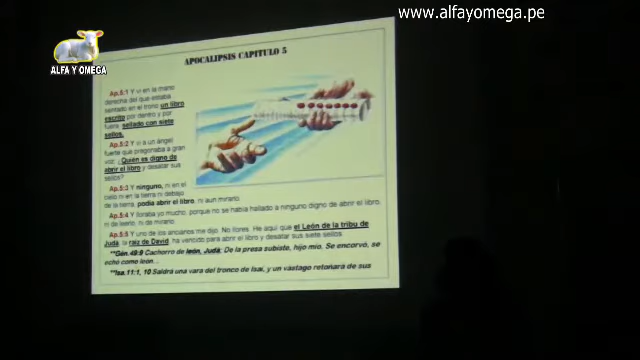 www.alfayomega.pe
ALFA Y OMEGA
APOCALIPSIS CAPITULO 5
Ap.5:1 Y vi en la mano
derecha del que estaba
sentado en el trono un libro
escrito por dentro y por
fuera, sellado con siete
sellos.
Ap.5:2 Y vi a un ángel
fuerte que pregonaba a gran
voz: ¿Quién es digno de
abrir el libro y desatar sus
sellos?
Ap.5:3 Y ninguno, ni en el
cielo ni en la tierra ni debajo
de la tierra, podía abrir el libro, ni aun mirarlo.
Ap.5:4 Y lloraba yo mucho, porque no se había hallado a ninguno digno de abrir el libro,
ni de leerlo, ni de mirarlo.
Ap.5:5 Y uno de los ancianos me dijo: No llores. He aquí que el León de la tribu de
Judá, la raíz de David, ha vencido para abrir el libro y desatar sus siete sellos
**Gén.49:9 Cachorro de león, Judá; De la presa subiste, hijo mío. Se encorvó, se
echó como león...
**Isa.11:1, 10 Saldrá una vara del tronco de Isaí, y un vástago retoñará de sus